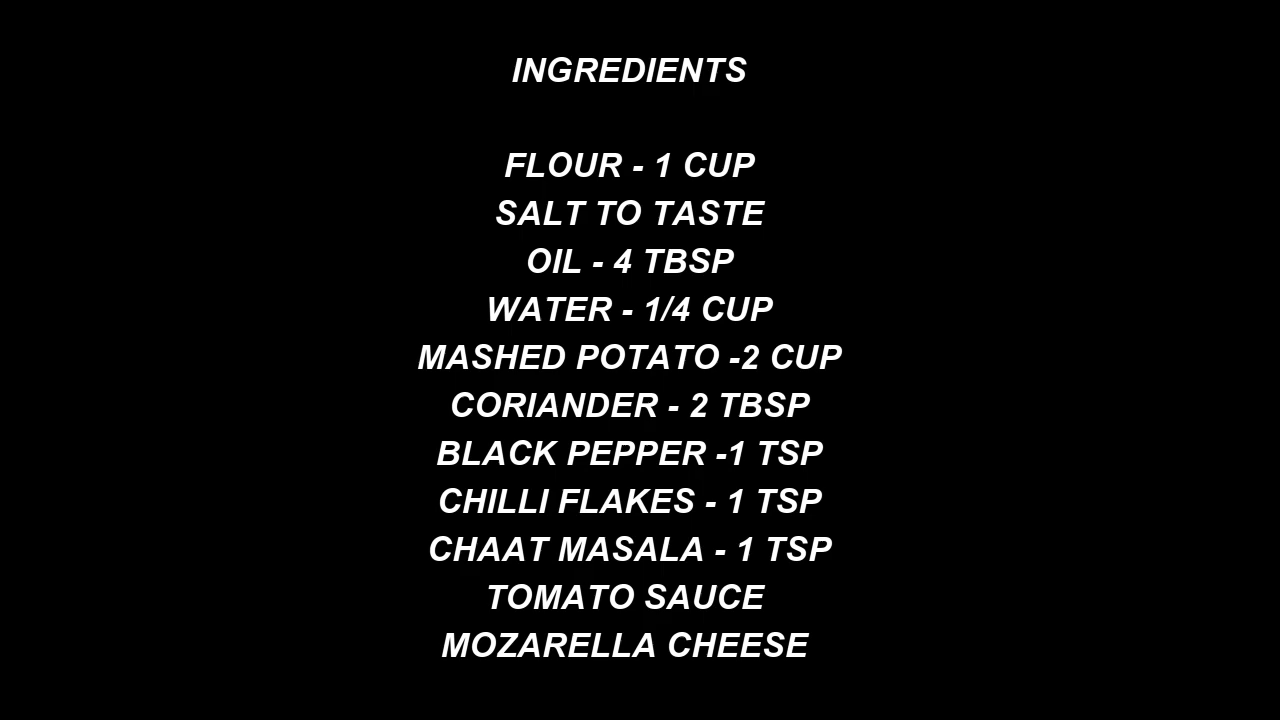 INGREDIENTS
FLOUR - 1 CUP
SALT TO TASTE
OIL - 4 TBSP
WATER - 1/4 CUP
MASHED POTATO -2 CUP
CORIANDER - 2 TBSP
BLACK PEPPER -1 TSP
CHILLI FLAKES - 1 TSP
CHAAT MASALA - 1 TSP
TOMATO SAUCE
MOZARELLA CHEESE